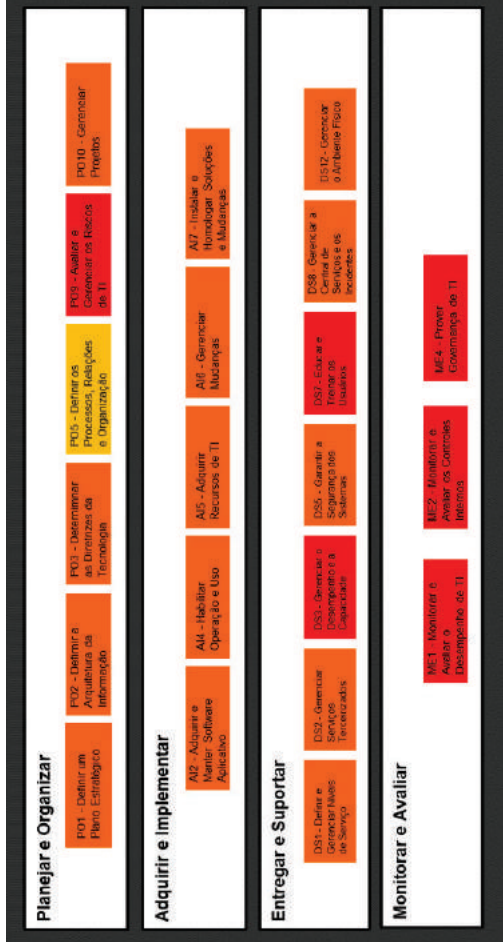 Planejar e Organizar
PO1 - Definir um
Plano Estratégico
PO2 - Definir a
Arquitetura da
Informação
PO3 - Determinar
as Diretrizes da
Tecnologia
PO5 - Definir os
Processos, Relações
e Organização
PO9 - Avaliar e
Gerenciar os Riscos
de TI
PO10 - Gerenciar
Projetos
Adquirir e Implementar
AI2 - Adquirir e
Manter Software
Aplicativo
AI4 - Habilitar
Operação e Uso
AI5 - Adquirir
Recursos de TI
AI6 - Gerenciar
Mudanças
AI7 - Instalar e
Homologar Soluções
e Mudanças
Entregar e Suportar
DS1 - Definir e
Gerenciar Níveis
de Serviço
DS2 - Gerenciar
Serviços
Terceirizados
DS3 - Gerenciar o
Desempenho e a
Capacidade
DS5 - Garantir a
Segurança dos
Sistemas
DS7 - Educar e
Treinar os
Usuários
DS8 - Gerenciar a
Central de
Serviços e os
Incidentes
DS12 - Gerenciar
o Ambiente Físico
Monitorar e Avaliar
ME1 - Monitorar e
Avaliar o
Desempenho de TI
ME2 - Monitorar e
Avaliar os Controles
Internos
ME4 - Prover
Governança de TI